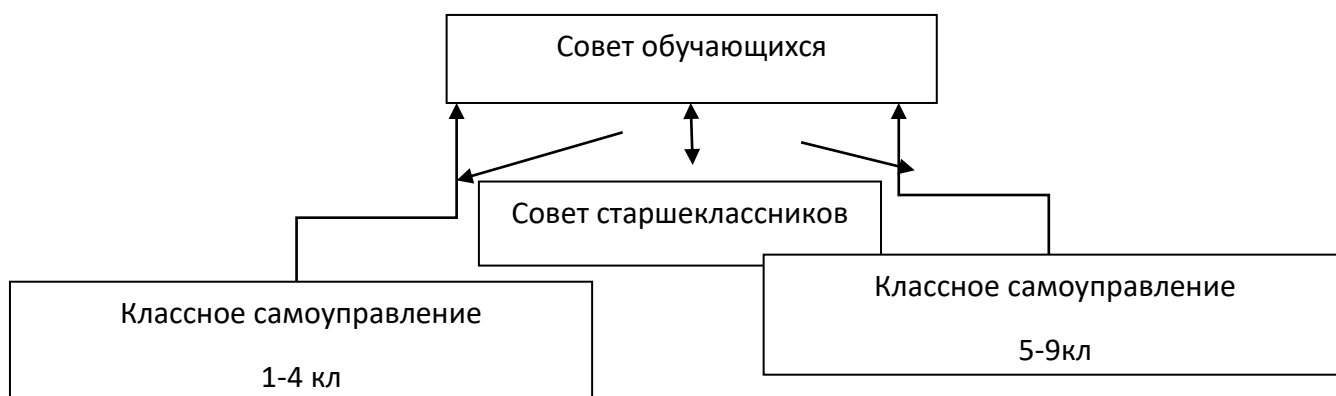 Совет обучающихся
Совет старшеклассников
Классное самоуправление
1-4 кл
Классное самоуправление
5-9кл